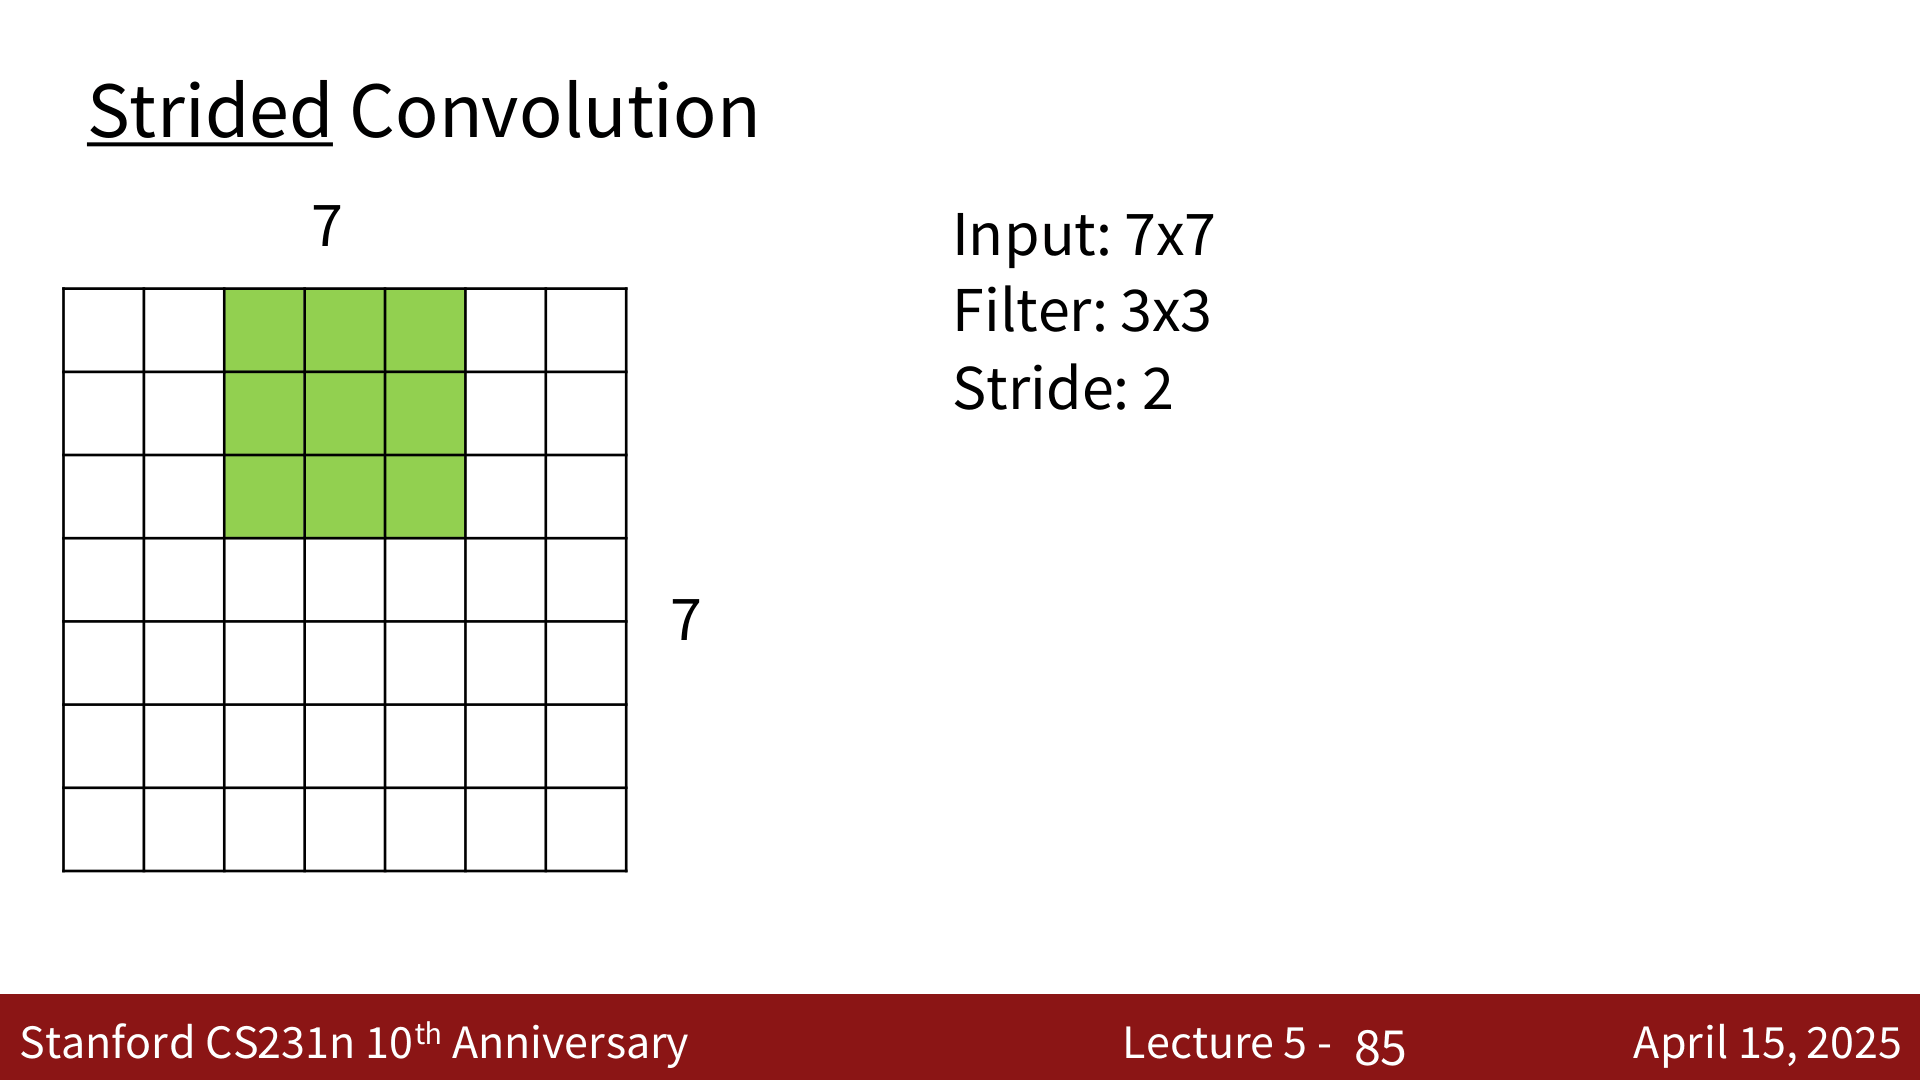 Strided Convolution
7
Input: 7x7
Filter: 3x3
Stride: 2
7
Stanford CS231n 10th Anniversary
Lecture 5 - 85
April 15, 2025